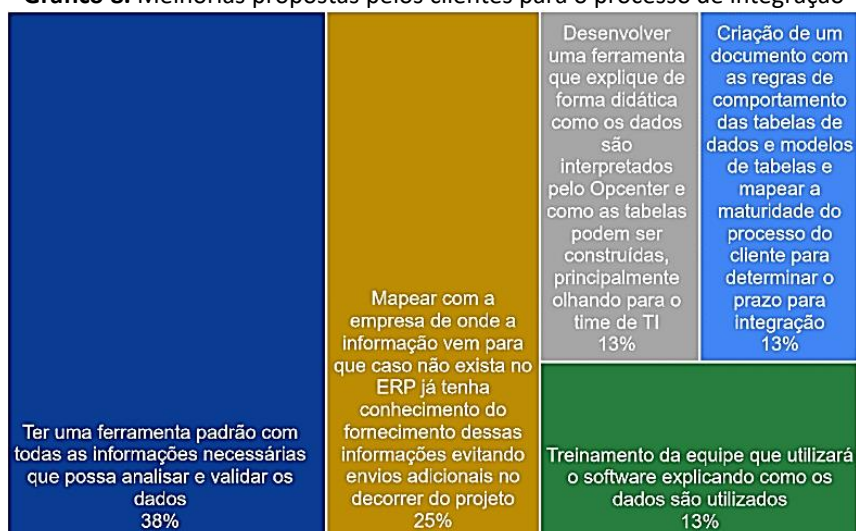 Gráfico 8. Melhorias propostas pelos clientes para o processo de integração
Ter uma ferramenta padrão com
todas as informações necessárias
que possa analisar e validar os
dados
38%
Mapear com a
empresa de onde a
informação vem para
que caso não exista no
ERP já tenha
conhecimento do
fornecimento dessas
informações evitando
envios adicionais no
decorrer do projeto
25%
Desenvolver
uma ferramenta
que explique de
forma didática
como os dados
são
interpretados
pelo Opcenter e
como as tabelas
podem ser
construídas,
principalmente
olhando para o
time de TI
13%
Criação de um
documento com
as regras de
comportamento
das tabelas de
dados e modelos
de tabelas e
mapear a
maturidade do
processo do
cliente para
determinar o
prazo para
integração
13%
Treinamento da equipe que utilizará
o software explicando como os
dados são utilizados
13%